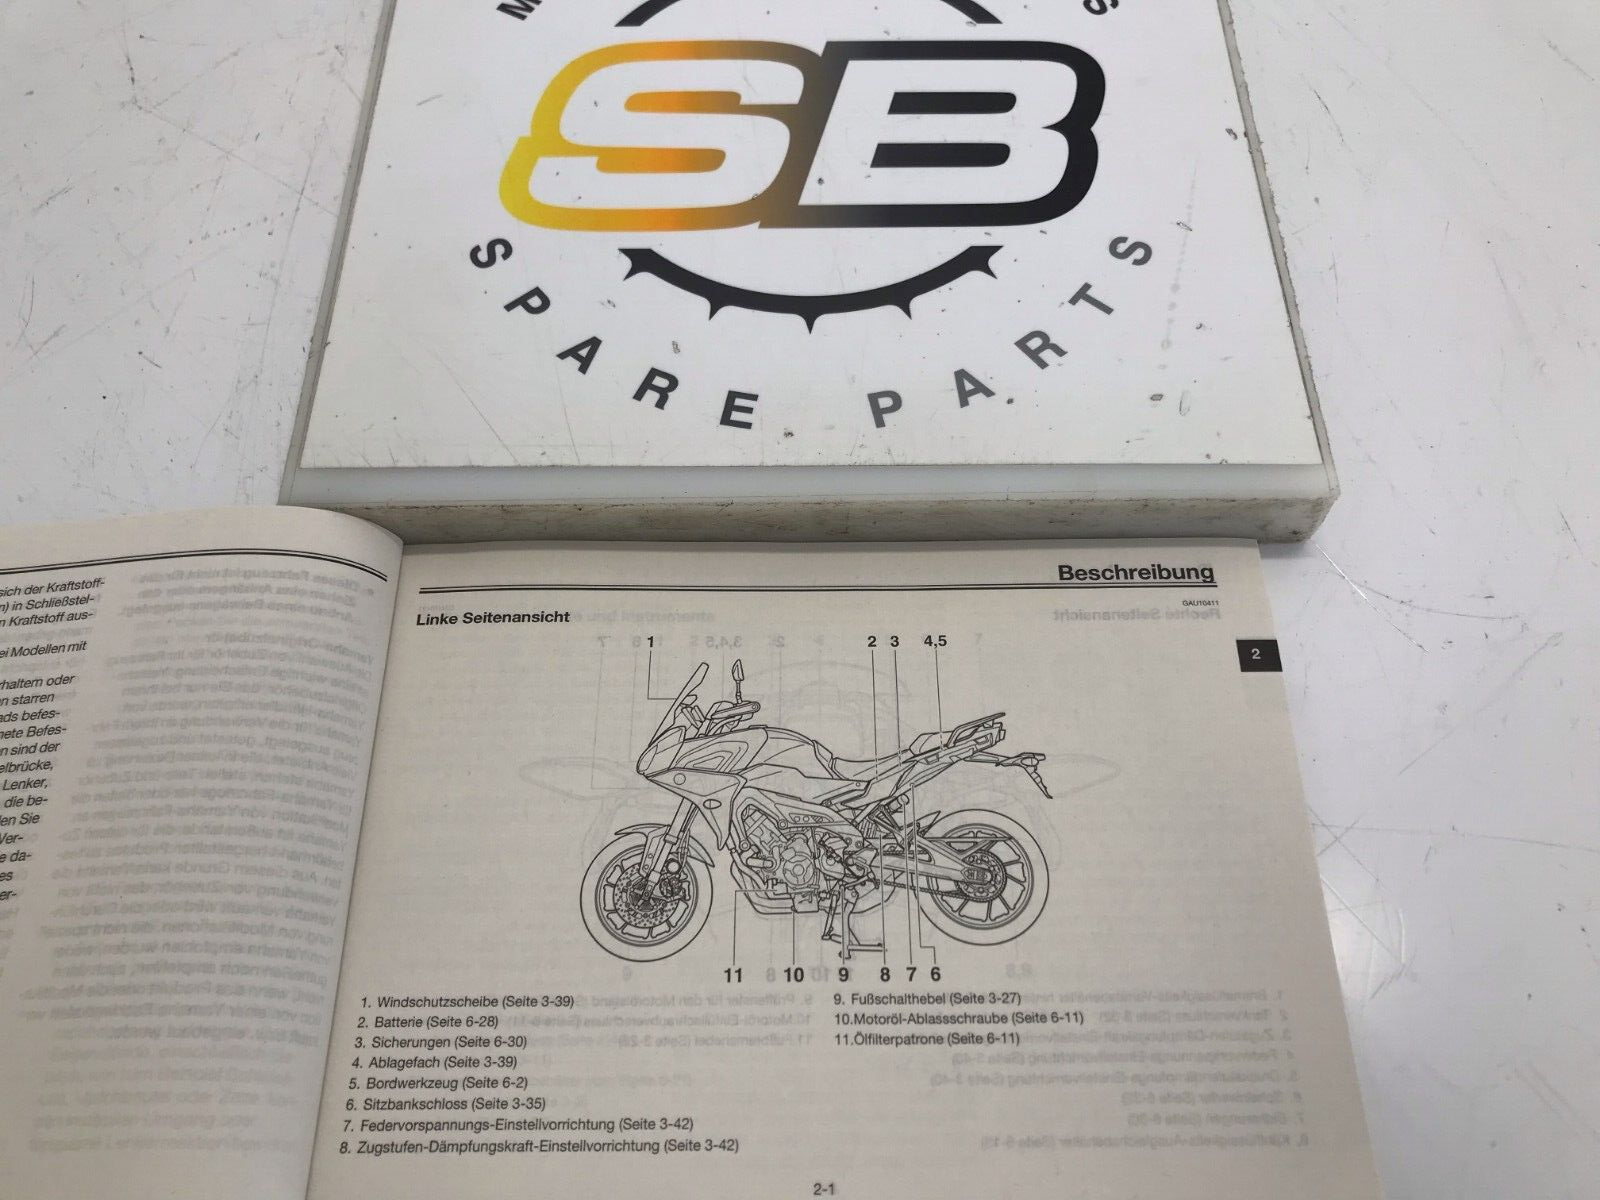 SB
SPARE PARTS
sich der Kraftstoff-
n) in Schließstel-
n Kraftstoff aus-
ei Modellen mit
rhaltern oder
n starren
ads befes-
nete Befes-
n sind der
elbrücke,
Lenker,
die be-
en Sie
Ver-
e da-
es
er-
Beschreibung
GAU10411
Linke Seitenansicht
2
1 2 3 4,5
11 10 9 8 7 6
1. Windschutzscheibe (Seite 3-39)
2. Batterie (Seite 6-28)
3. Sicherungen (Seite 6-30)
4. Ablagefach (Seite 3-39)
5. Bordwerkzeug (Seite 6-2)
6. Sitzbankschloss (Seite 3-35)
7. Federvorspannungs-Einstellvorrichtung (Seite 3-42)
8. Zugstufen-Dämpfungskraft-Einstellvorrichtung (Seite 3-42)
9. Fußschalthebel (Seite 3-27)
10.Motoröl-Ablassschraube (Seite 6-11)
11.Ölfilterpatrone (Seite 6-11)
2-1